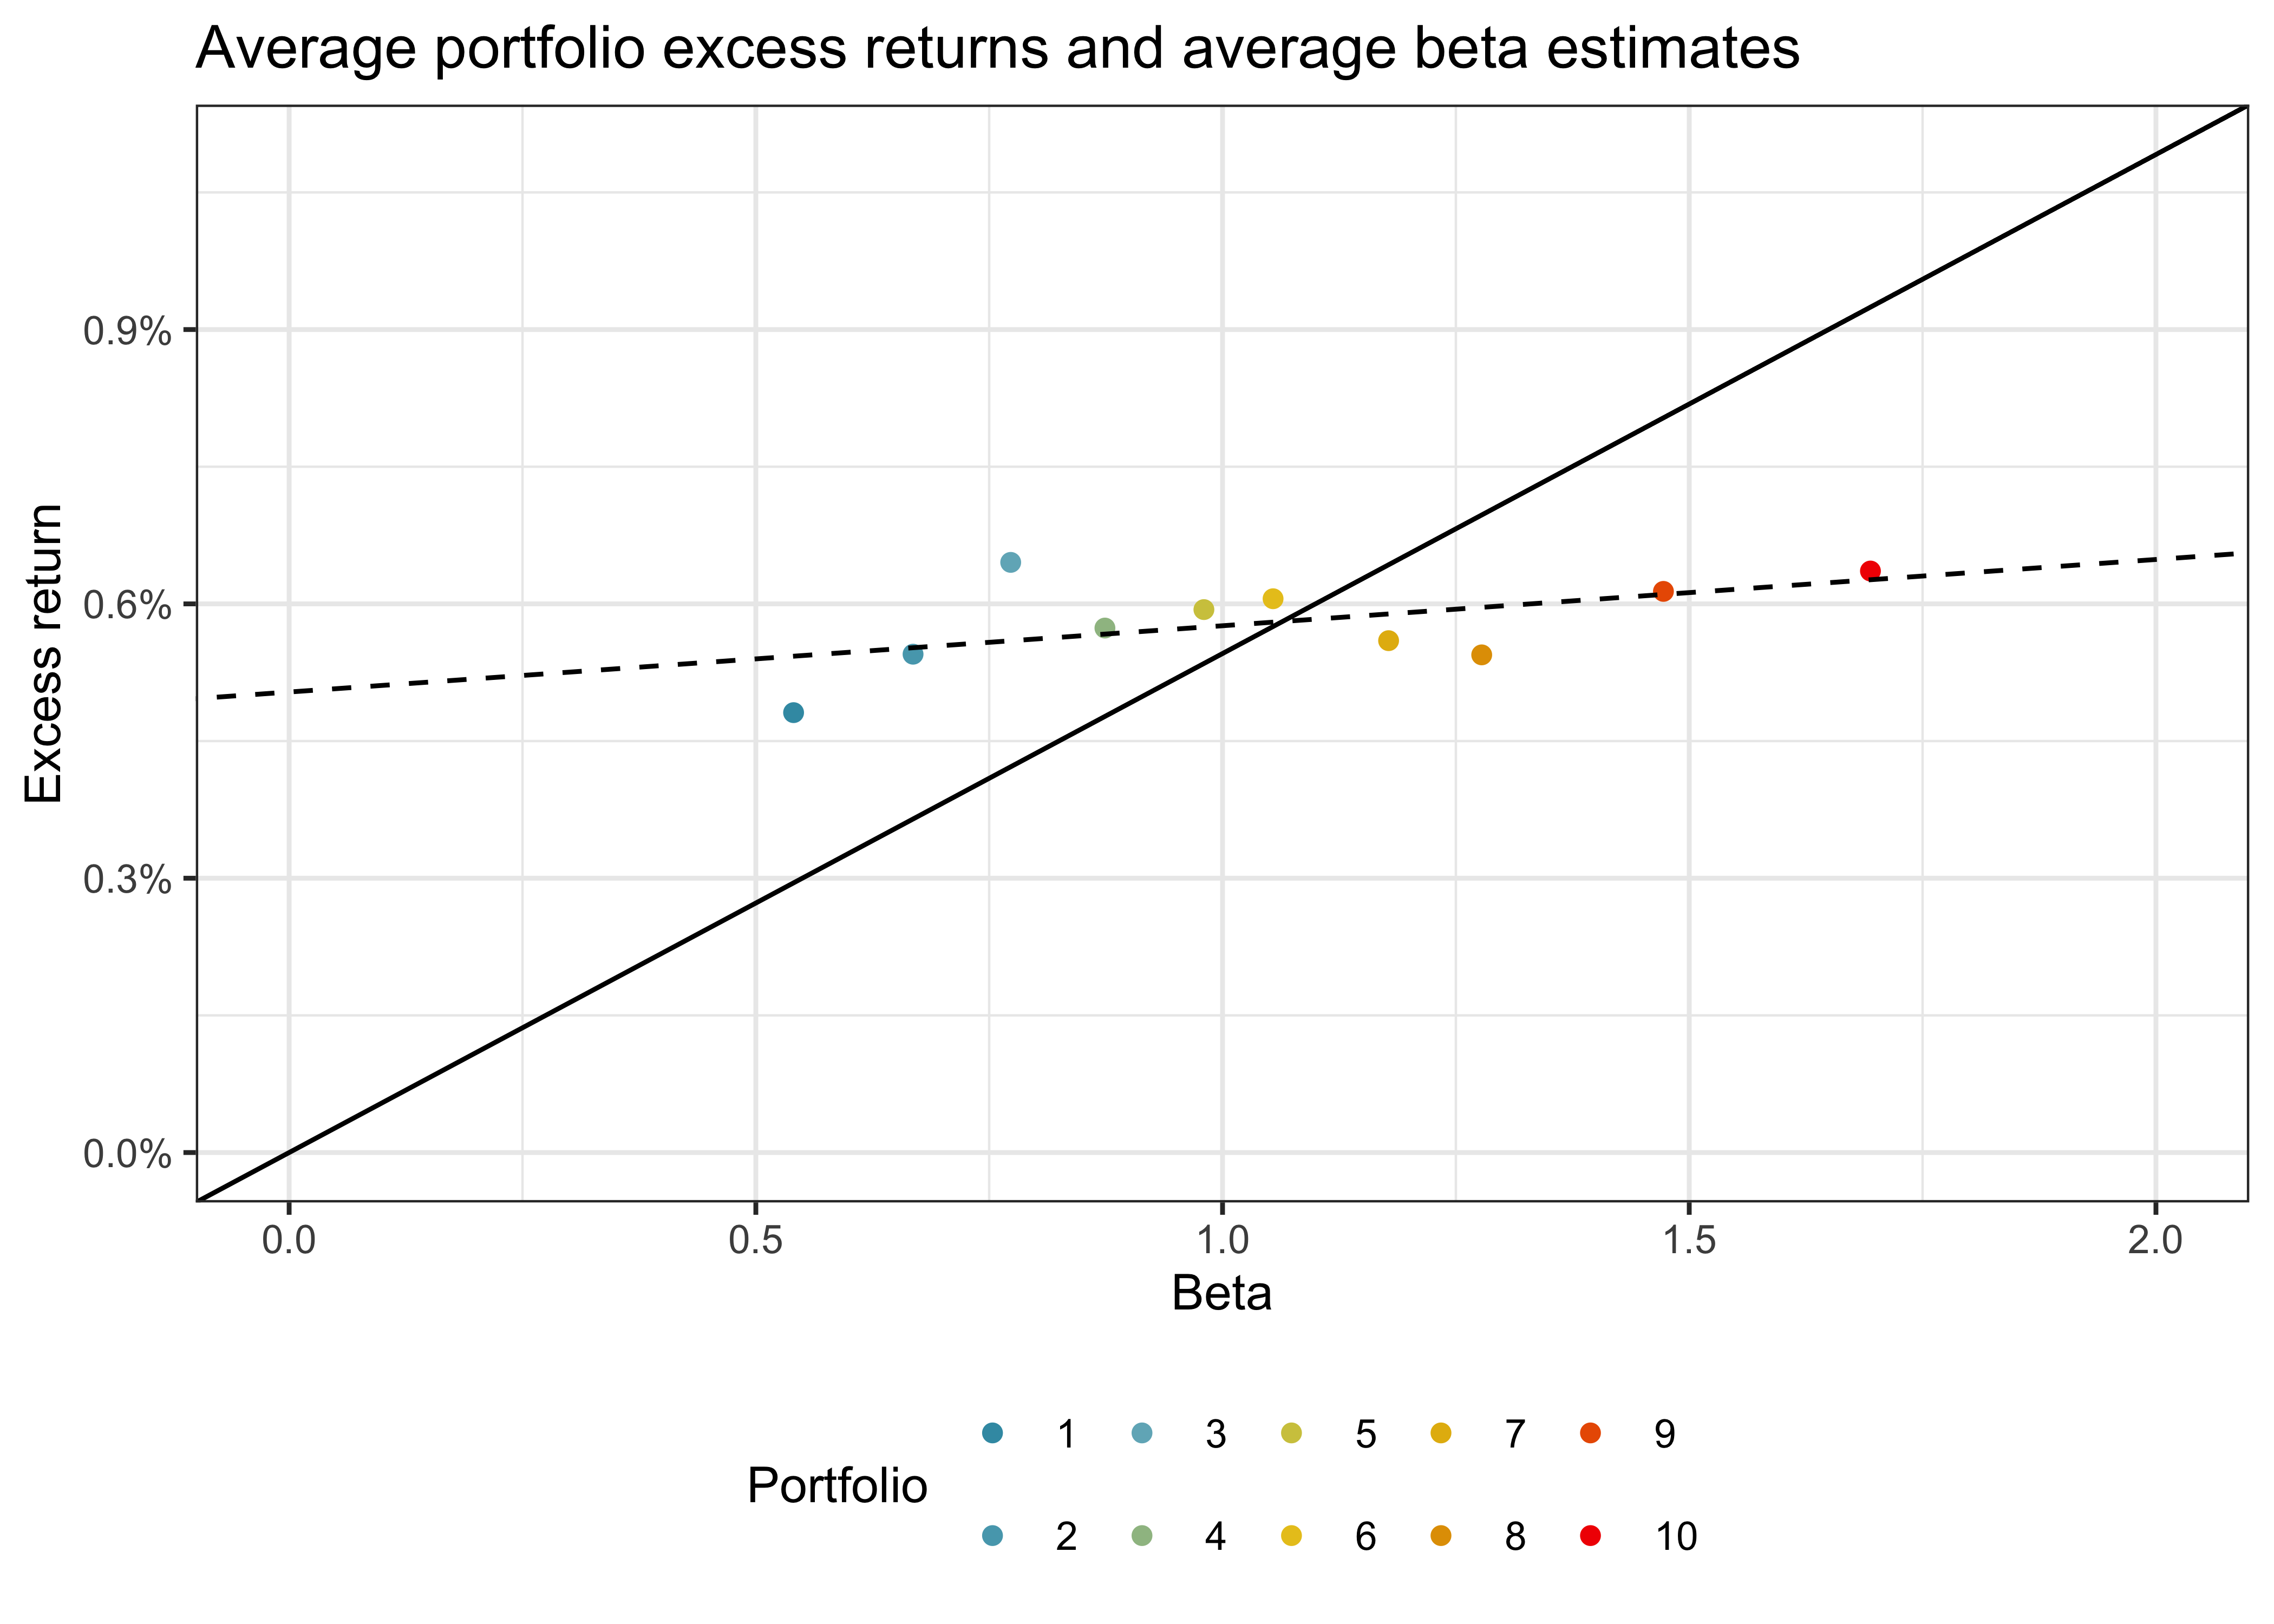 Average portfolio excess returns and average beta estimates
Excess return
0.9%
0.6%
0.3%
0.0%
0.0 0.5 1.0 1.5 2.0
Beta
Portfolio
1 3 5 7 9
2 4 6 8 10